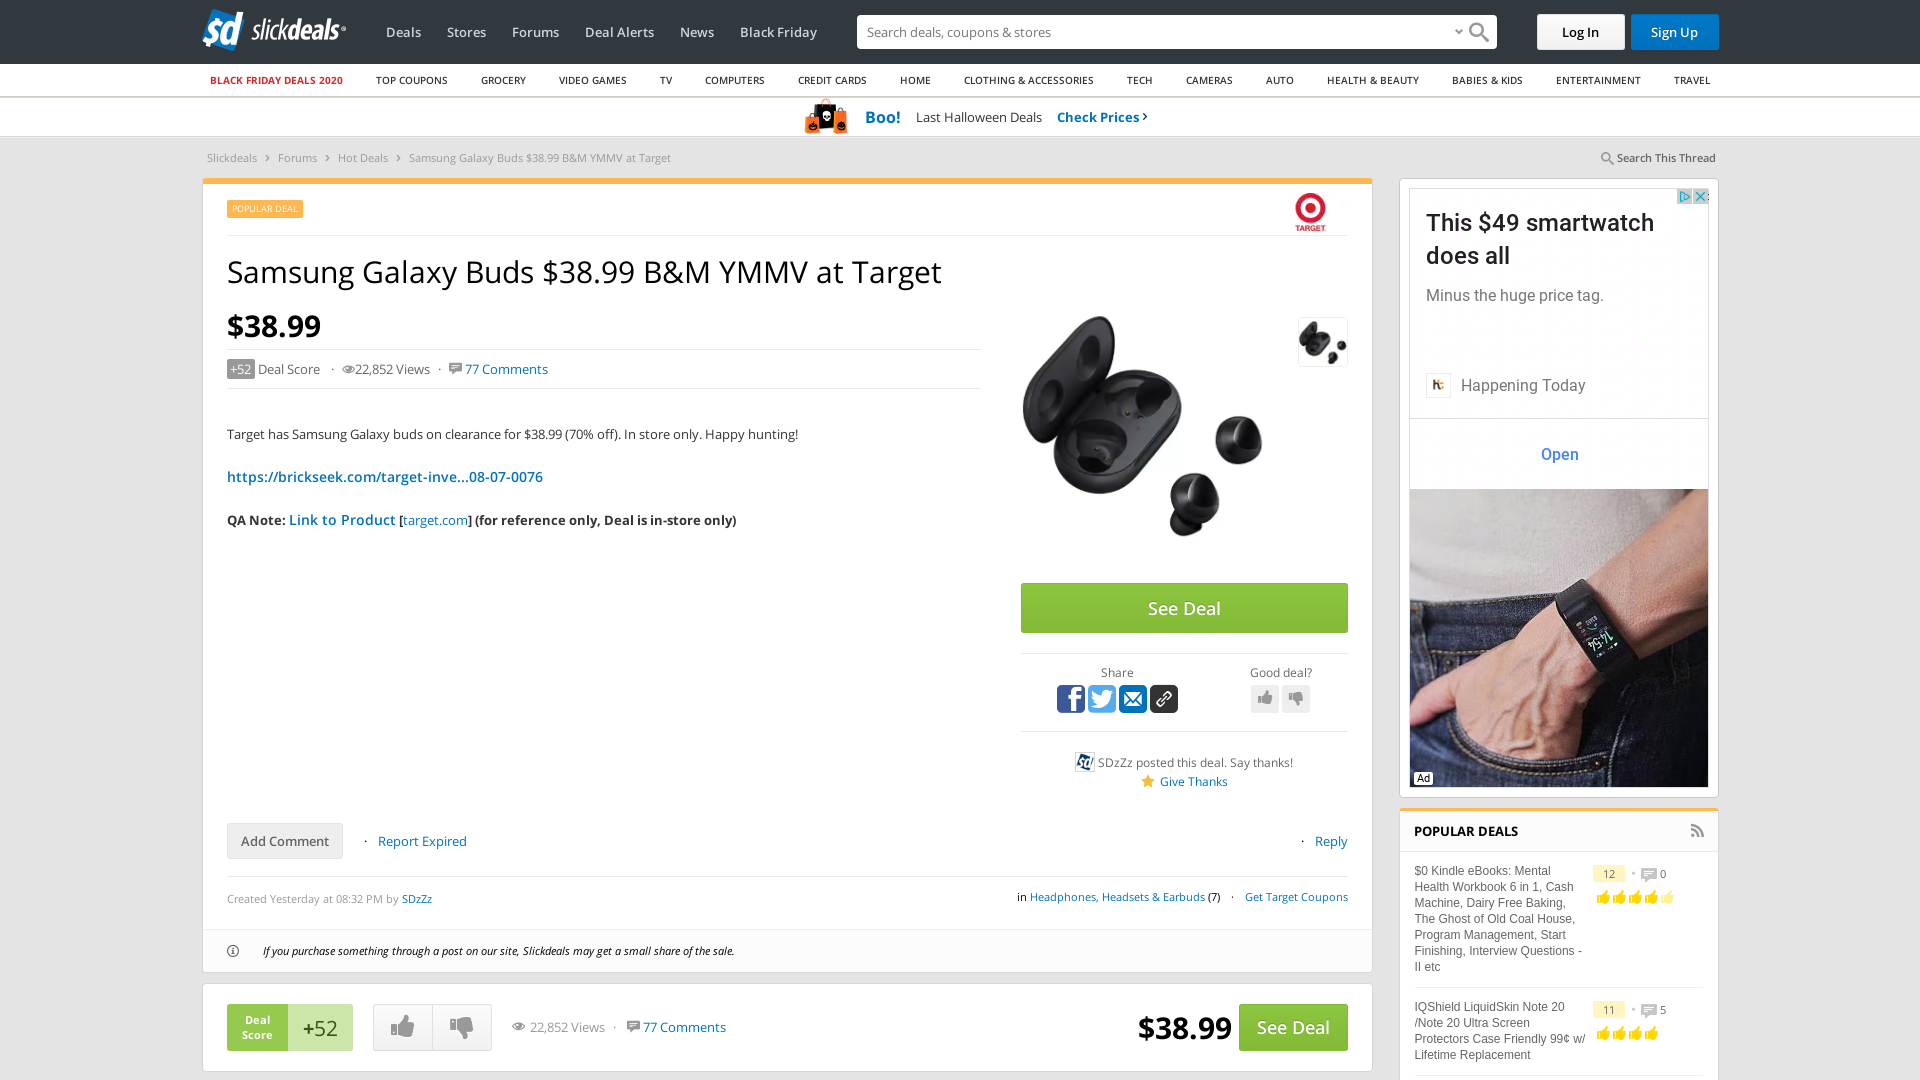 sd slickdeals
Deals Stores Forums Deal Alerts News Black Friday Search deals, coupons & stores Log In Sign Up
BLACK FRIDAY DEALS 2020 TOP COUPONS GROCERY VIDEO GAMES TV COMPUTERS CREDIT CARDS HOME CLOTHING & ACCESSORIES TECH CAMERAS AUTO HEALTH & BEAUTY BABIES & KIDS ENTERTAINMENT TRAVEL
Boo! Last Halloween Deals Check Prices ›
Slickdeals › Forums › Hot Deals › Samsung Galaxy Buds $38.99 B&M YMMV at Target Search This Thread
POPULAR DEAL
TARGET
Samsung Galaxy Buds $38.99 B&M YMMV at Target
$38.99
+52 Deal Score · 22,852 Views · 77 Comments
Target has Samsung Galaxy buds on clearance for $38.99 (70% off). In store only. Happy hunting!
https://brickseek.com/target-inve...08-07-0076
QA Note: Link to Product [target.com] (for reference only, Deal is in-store only)
See Deal
Share Good deal?
SDzZz posted this deal. Say thanks!
Give Thanks
Add Comment · Report Expired · Reply
Created Yesterday at 08:32 PM by SDzZz in Headphones, Headsets & Earbuds (7) · Get Target Coupons
If you purchase something through a post on our site, Slickdeals may get a small share of the sale.
Deal
Score
+52
22,852 Views · 77 Comments
$38.99 See Deal
This $49 smartwatch
does all
Minus the huge price tag.
ht Happening Today
Open
14:54
Ad
POPULAR DEALS
$0 Kindle eBooks: Mental
Health Workbook 6 in 1, Cash
Machine, Dairy Free Baking,
The Ghost of Old Coal House,
Program Management, Start
Finishing, Interview Questions -
II etc
12 · 0
IQShield LiquidSkin Note 20
/Note 20 Ultra Screen
Protectors Case Friendly 99¢ w/
Lifetime Replacement
11 · 5